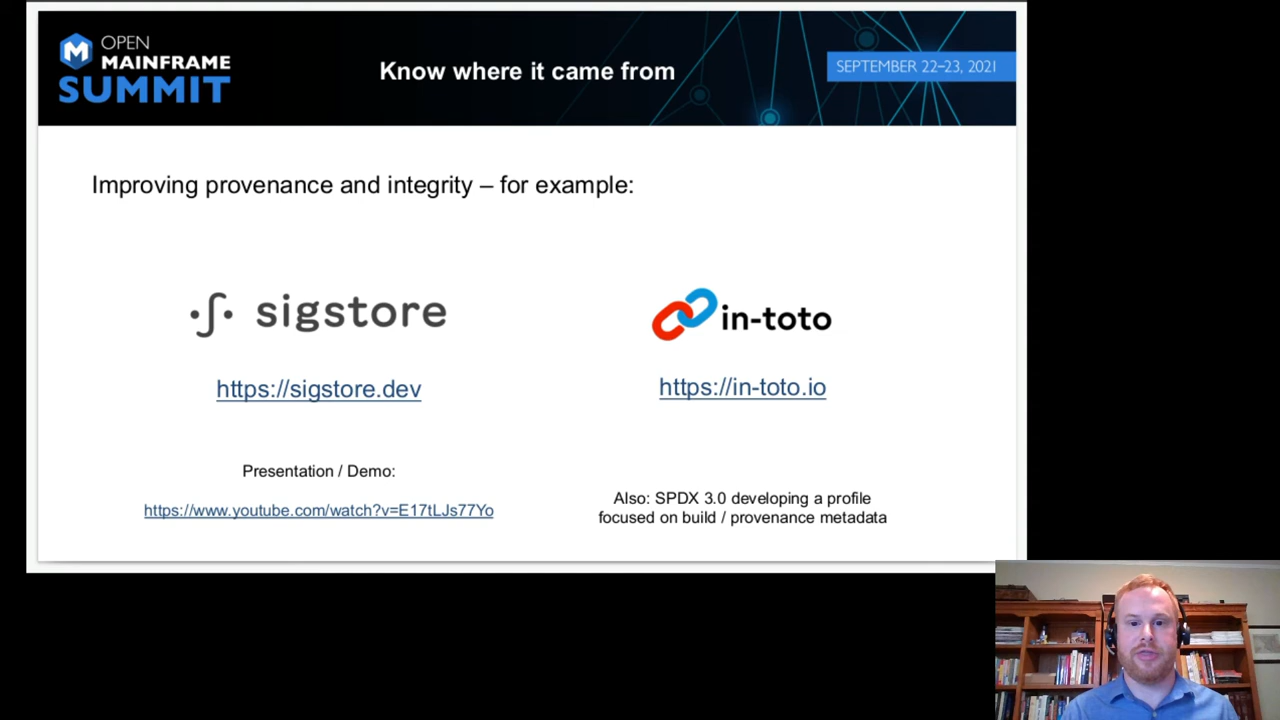 OPEN
MAINFRAME
SUMMIT
Know where it came from
SEPTEMBER 22–23, 2021
Improving provenance and integrity – for example:
sigstore
in-toto
https://sigstore.dev
https://in-toto.io
Presentation / Demo:
https://www.youtube.com/watch?v=E17tLJs77Yo
Also: SPDX 3.0 developing a profile
focused on build / provenance metadata